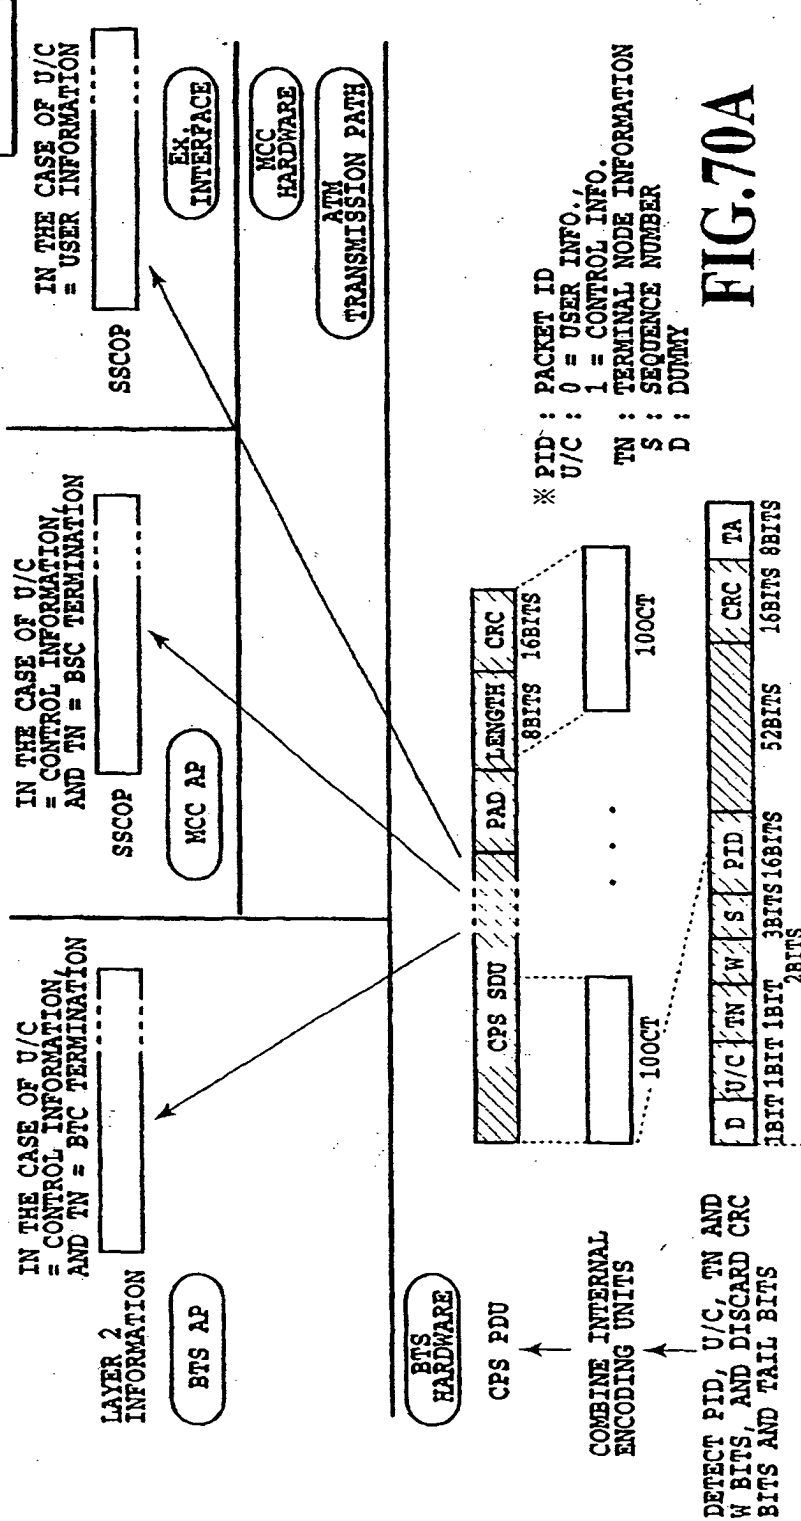 IN THE CASE OF U/C
= CONTROL INFORMATION,
AND TN = BTC TERMINATION
LAYER 2
INFORMATION
BTS AP
IN THE CASE OF U/C
= CONTROL INFORMATION,
AND TN = BSC TERMINATION
SSCOP
MCC AP
IN THE CASE OF U/C
= USER INFORMATION
SSCOP
EX.
INTERFACE
MCC
HARDWARE
ATM
TRANSMISSION PATH
BTS
HARDWARE
CPS PDU
CPS SDU
PAD
LENGTH
CRC
8BITS
16BITS
COMBINE INTERNAL
ENCODING UNITS
10OCT
. . .
10OCT
DETECT PID, U/C, TN AND
W BITS, AND DISCARD CRC
BITS AND TAIL BITS
D
U/C
TN
W
S
PID
CRC
TA
1BIT
1BIT
1BIT
2BITS
3BITS
16BITS
52BITS
16BITS
8BITS
※ PID : PACKET ID
U/C : 0 = USER INFO.,
1 = CONTROL INFO.
TN : TERMINAL NODE INFORMATION
S : SEQUENCE NUMBER
D : DUMMY
FIG.70A